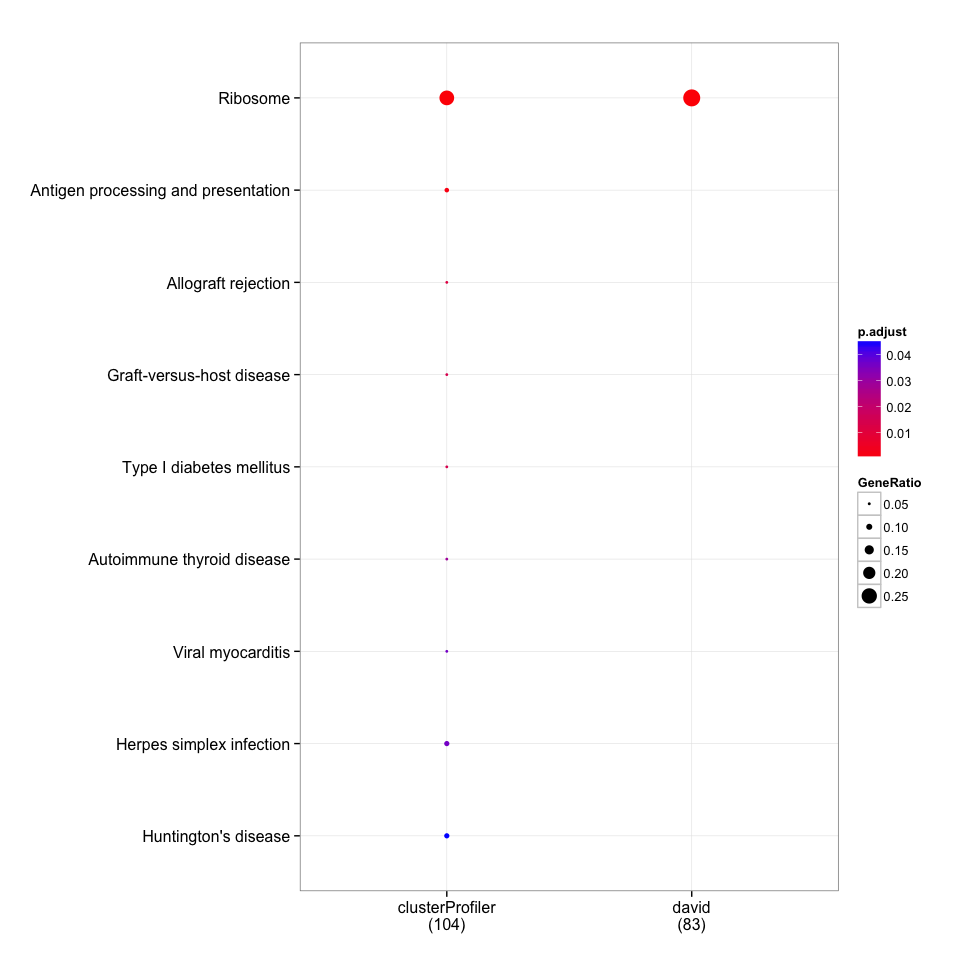 Ribosome
Antigen processing and presentation
Allograft rejection
Graft-versus-host disease
Type I diabetes mellitus
Autoimmune thyroid disease
Viral myocarditis
Herpes simplex infection
Huntington's disease
clusterProfiler
(104)
david
(83)
p.adjust
0.04
0.03
0.02
0.01
GeneRatio
0.05
0.10
0.15
0.20
0.25